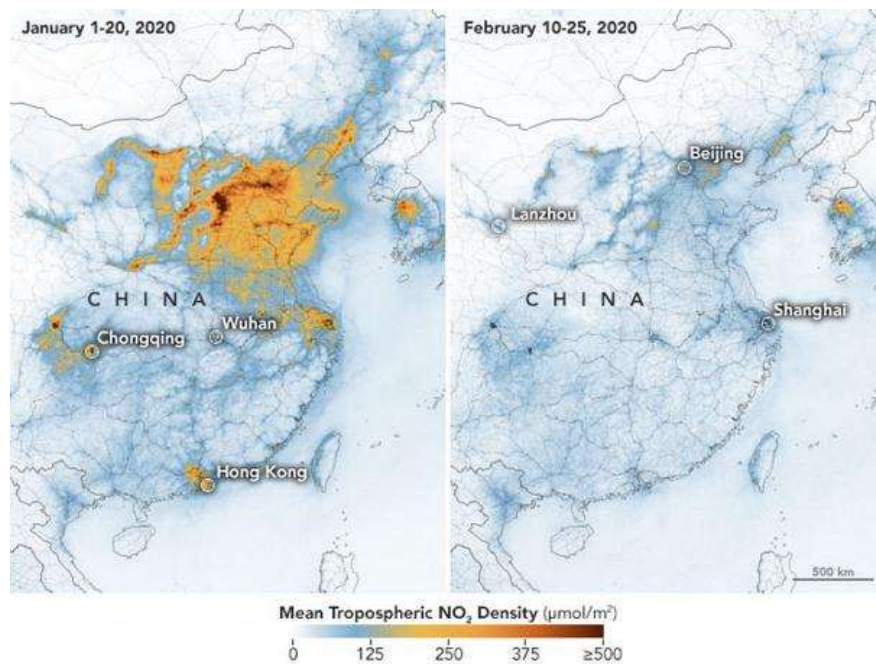 January 1-20, 2020
February 10-25, 2020
Beijing
Lanzhou
CHINA
CHINA
Shanghai
Wuhan
Chongqing
Hong Kong
500 km
Mean Tropospheric NO₂ Density (µmol/m²)
0 125 250 375 ≥500